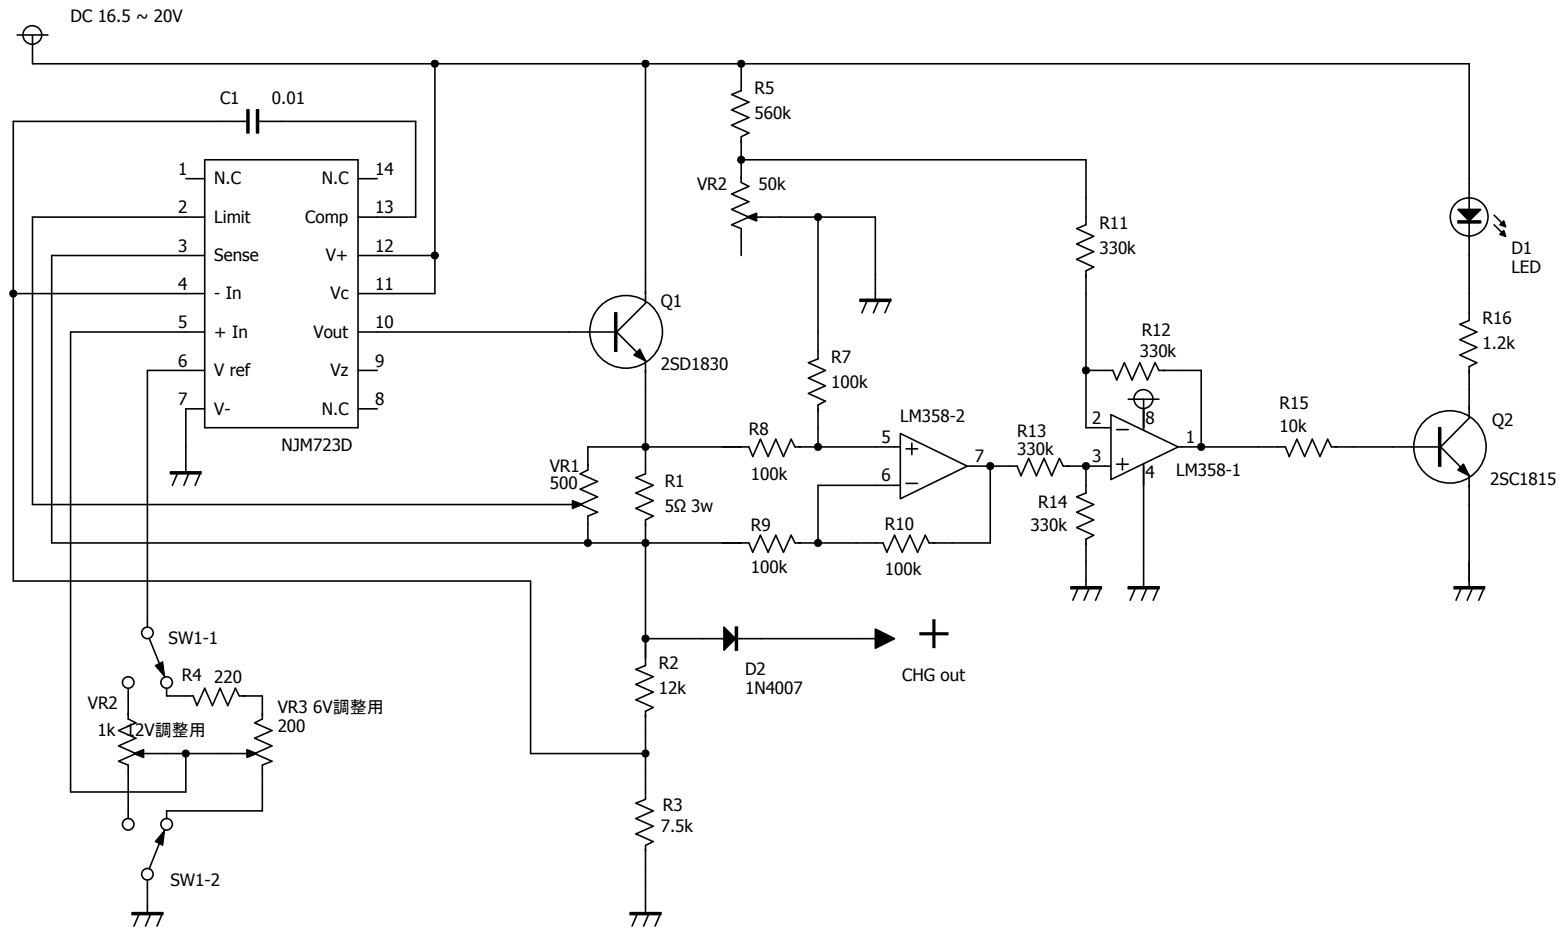 DC 16.5 ~ 20V
C1 0.01
R5
560k
1 N.C N.C 14
2 Limit Comp 13
3 Sense V+ 12
4 - In Vc 11
5 + In Vout 10
6 V ref Vz 9
7 V- N.C 8
NJM723D
VR2 50k
R11
330k
D1
LED
Q1
2SD1830
R7
100k
R12
330k
R16
1.2k
LM358-2
R8
100k
5
+
6
−
7
R13
330k
2
−
3
+
8
1
4
LM358-1
R15
10k
Q2
2SC1815
VR1
500
R1
5Ω 3w
R14
330k
R9
100k
R10
100k
SW1-1
R4 220
VR2
1k 12V調整用
VR3 6V調整用
200
R2
12k
D2
1N4007
+
CHG out
R3
7.5k
SW1-2